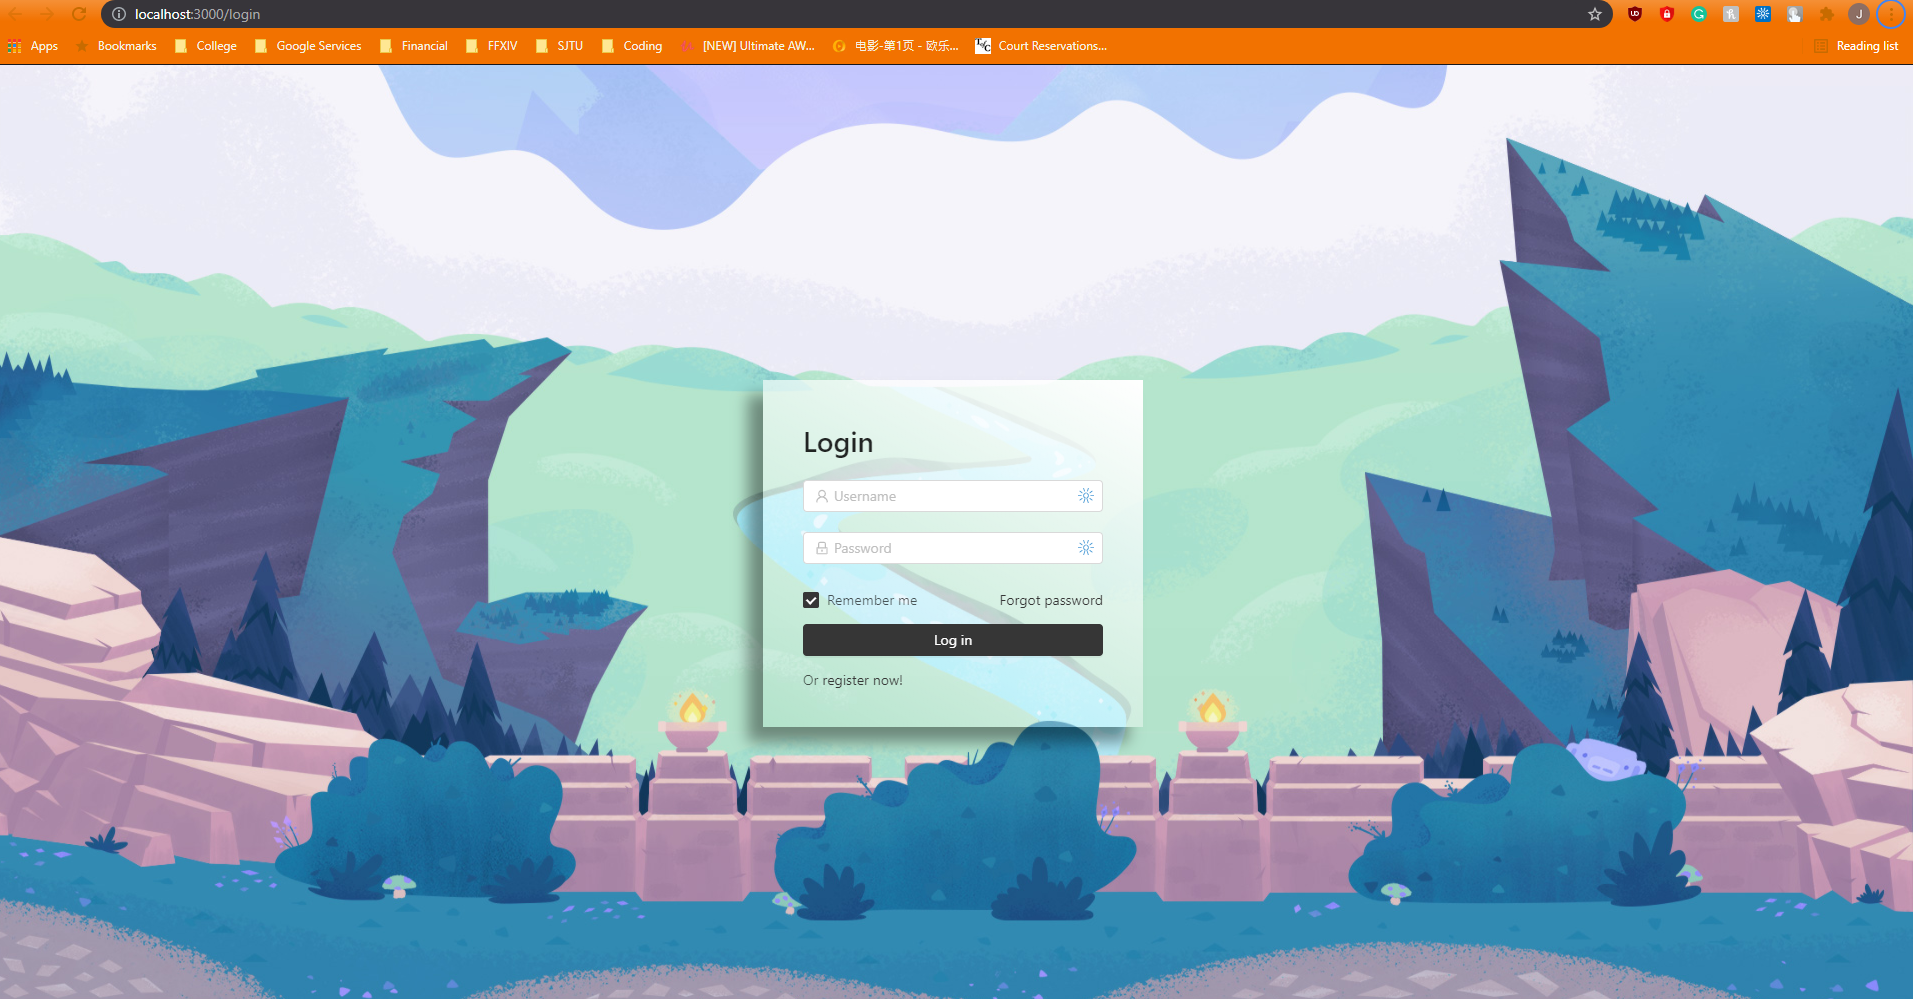 localhost:3000/login
Apps Bookmarks College Google Services Financial FFXIV SJTU Coding [NEW] Ultimate AW... 电影-第1页 - 欧乐... Court Reservations... Reading list
Login
Username
Password
Remember me Forgot password
Log in
Or register now!
J